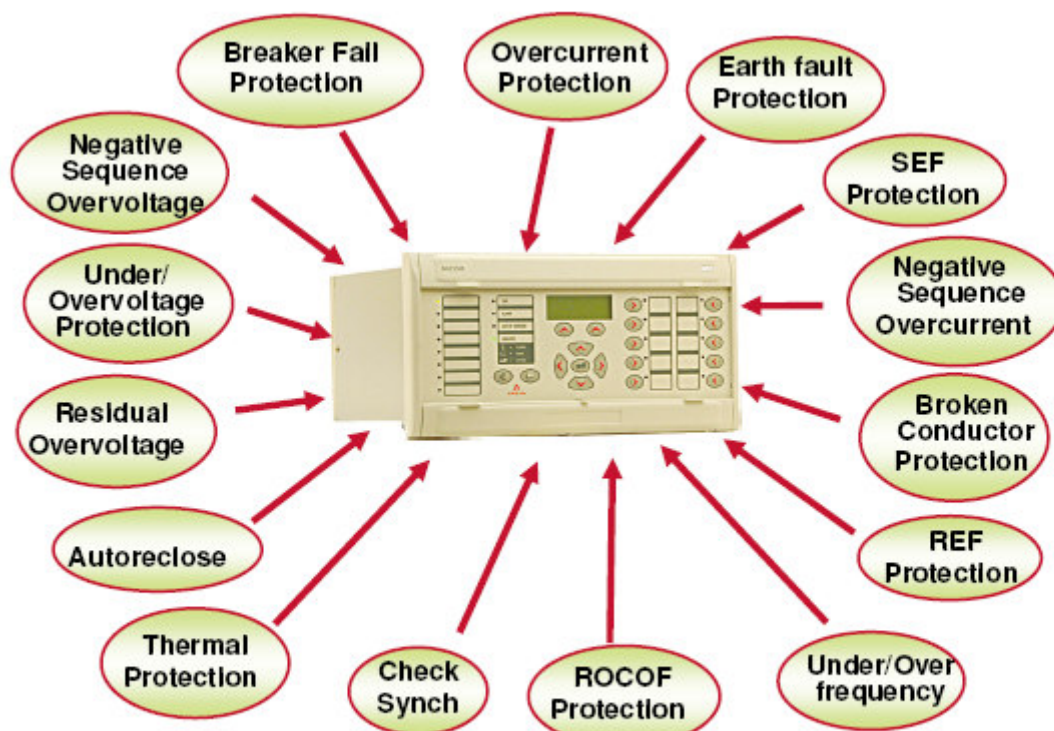 Breaker Fail
Protection
Overcurrent
Protection
Earth fault
Protection
Negative
Sequence
Overvoltage
SEF
Protection
Under/
Overvoltage
Protection
Negative
Sequence
Overcurrent
Residual
Overvoltage
Broken
Conductor
Protection
Autoreclose
REF
Protection
Thermal
Protection
Check
Synch
ROCOF
Protection
Under/Over
frequency